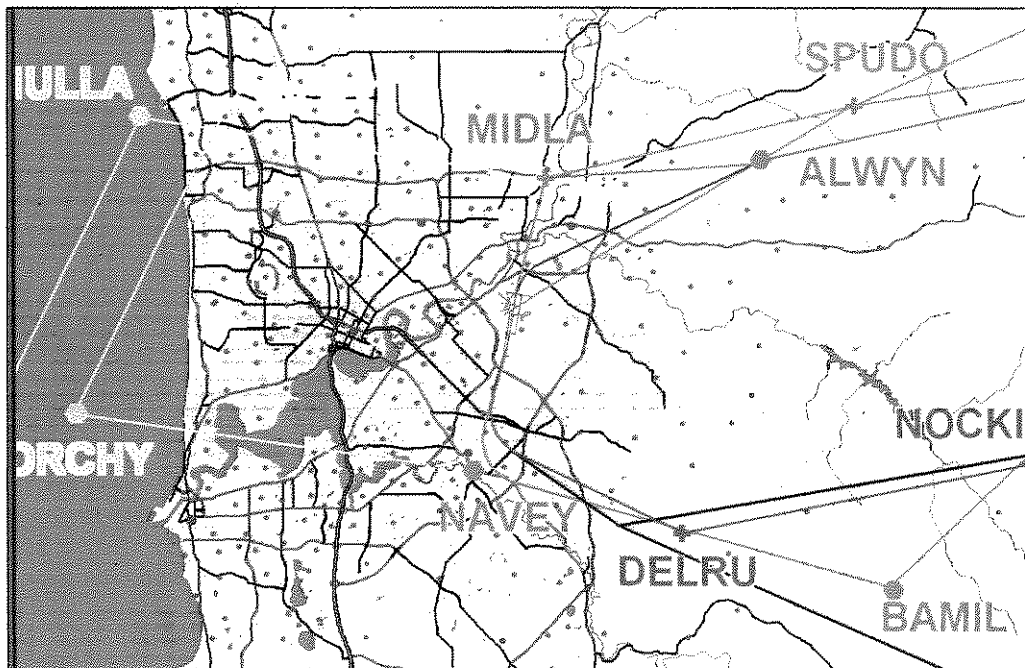 SPUDO
IULLA
MIDLA
ALWYN
NOCKI
ORCHY
NAVEY
DELRU
BAMIL